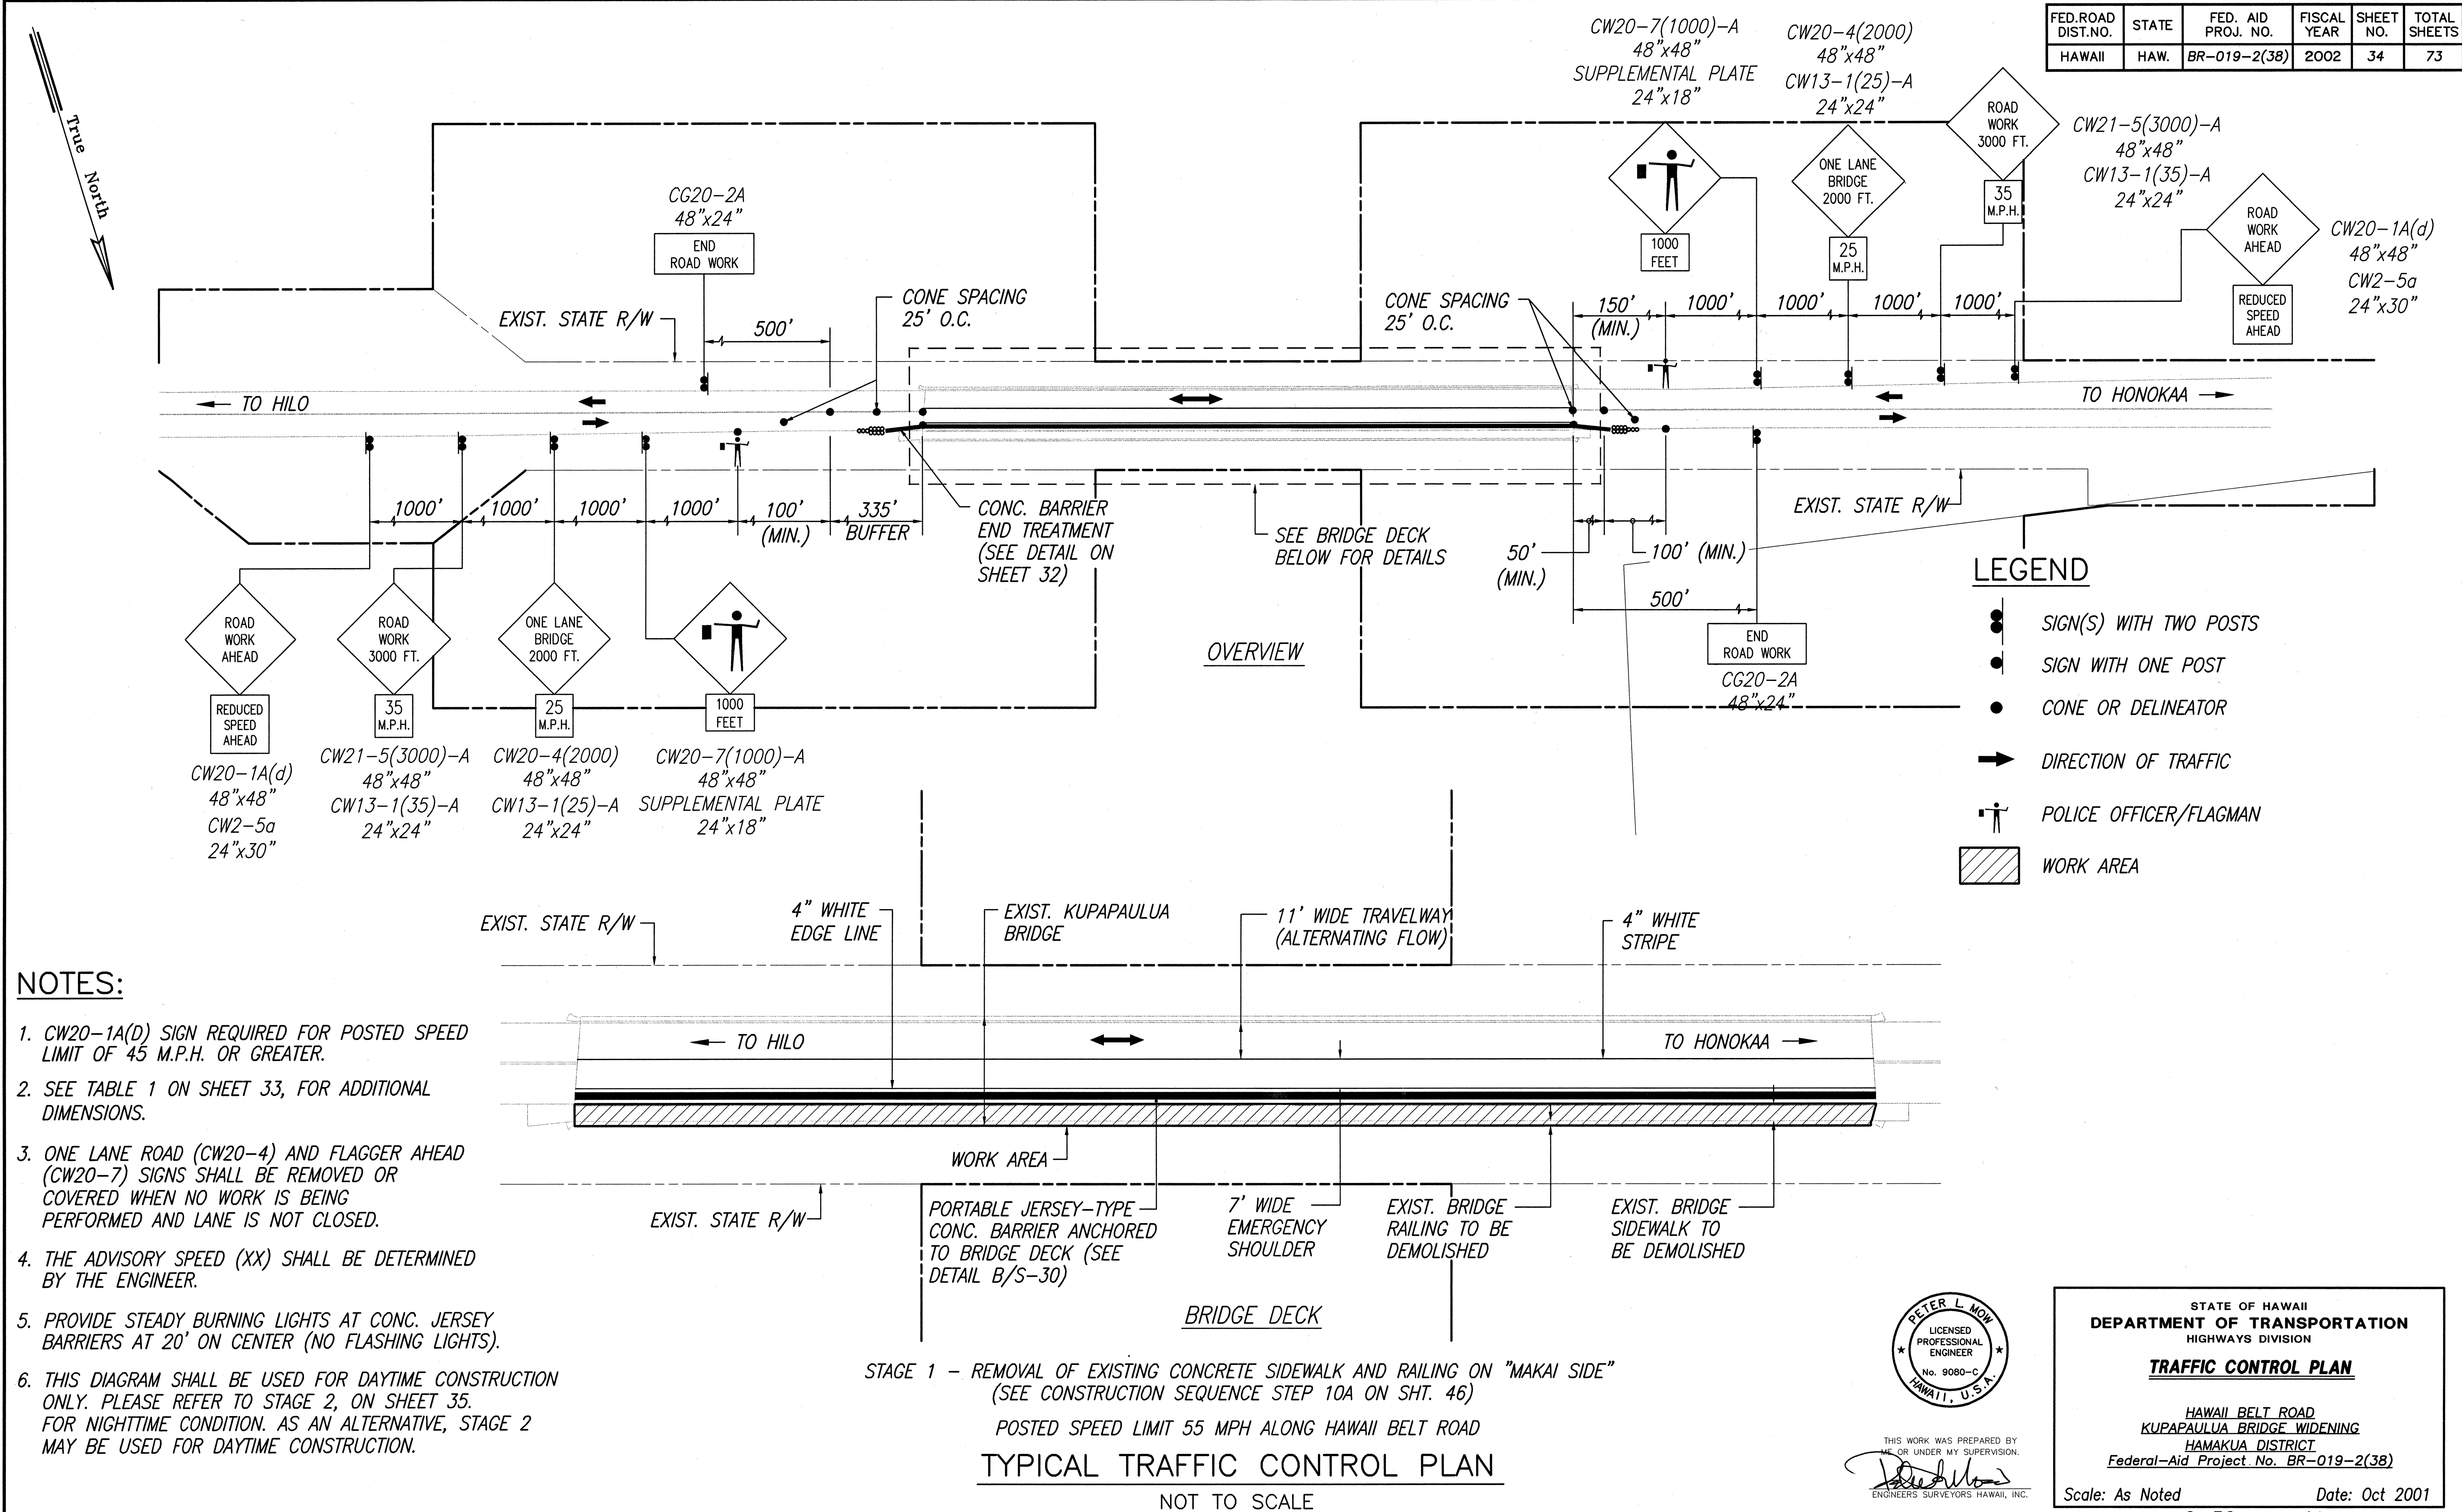 FED.ROAD DIST.NO. STATE FED. AID PROJ. NO. FISCAL YEAR SHEET NO. TOTAL SHEETS
HAWAII HAW. BR-019-2(38) 2002 34 73
True North
CW20-7(1000)-A
48"x48"
SUPPLEMENTAL PLATE
24"x18"
CW20-4(2000)
48"x48"
CW13-1(25)-A
24"x24"
ROAD
WORK
3000 FT.
35
M.P.H.
CW21-5(3000)-A
48"x48"
CW13-1(35)-A
24"x24"
ROAD
WORK
AHEAD
REDUCED
SPEED
AHEAD
CW20-1A(d)
48"x48"
CW2-5a
24"x30"
ONE LANE
BRIDGE
2000 FT.
25
M.P.H.
1000
FEET
CG20-2A
48"x24"
END
ROAD WORK
EXIST. STATE R/W
500'
CONE SPACING
25' O.C.
CONE SPACING
25' O.C.
150'
(MIN.)
1000' 1000' 1000' 1000'
TO HILO
TO HONOKAA
1000' 1000' 1000' 1000' 100'
(MIN.)
335'
BUFFER
CONC. BARRIER
END TREATMENT
(SEE DETAIL ON
SHEET 32)
SEE BRIDGE DECK
BELOW FOR DETAILS
50'
(MIN.)
100' (MIN.)
500'
EXIST. STATE R/W
END
ROAD WORK
CG20-2A
48"x24"
OVERVIEW
ROAD
WORK
AHEAD
REDUCED
SPEED
AHEAD
CW20-1A(d)
48"x48"
CW2-5a
24"x30"
ROAD
WORK
3000 FT.
35
M.P.H.
CW21-5(3000)-A
48"x48"
CW13-1(35)-A
24"x24"
ONE LANE
BRIDGE
2000 FT.
25
M.P.H.
CW20-4(2000)
48"x48"
CW13-1(25)-A
24"x24"
1000
FEET
CW20-7(1000)-A
48"x48"
SUPPLEMENTAL PLATE
24"x18"
LEGEND
SIGN(S) WITH TWO POSTS
SIGN WITH ONE POST
CONE OR DELINEATOR
DIRECTION OF TRAFFIC
POLICE OFFICER/FLAGMAN
WORK AREA
EXIST. STATE R/W
4" WHITE
EDGE LINE
EXIST. KUPAPAULUA
BRIDGE
11' WIDE TRAVELWAY
(ALTERNATING FLOW)
4" WHITE
STRIPE
TO HILO
TO HONOKAA
WORK AREA
EXIST. STATE R/W
PORTABLE JERSEY-TYPE
CONC. BARRIER ANCHORED
TO BRIDGE DECK (SEE
DETAIL B/S-30)
7' WIDE
EMERGENCY
SHOULDER
EXIST. BRIDGE
RAILING TO BE
DEMOLISHED
EXIST. BRIDGE
SIDEWALK TO
BE DEMOLISHED
BRIDGE DECK
NOTES:
1. CW20-1A(D) SIGN REQUIRED FOR POSTED SPEED
LIMIT OF 45 M.P.H. OR GREATER.
2. SEE TABLE 1 ON SHEET 33, FOR ADDITIONAL
DIMENSIONS.
3. ONE LANE ROAD (CW20-4) AND FLAGGER AHEAD
(CW20-7) SIGNS SHALL BE REMOVED OR
COVERED WHEN NO WORK IS BEING
PERFORMED AND LANE IS NOT CLOSED.
4. THE ADVISORY SPEED (XX) SHALL BE DETERMINED
BY THE ENGINEER.
5. PROVIDE STEADY BURNING LIGHTS AT CONC. JERSEY
BARRIERS AT 20' ON CENTER (NO FLASHING LIGHTS).
6. THIS DIAGRAM SHALL BE USED FOR DAYTIME CONSTRUCTION
ONLY. PLEASE REFER TO STAGE 2, ON SHEET 35.
FOR NIGHTTIME CONDITION. AS AN ALTERNATIVE, STAGE 2
MAY BE USED FOR DAYTIME CONSTRUCTION.
STAGE 1 - REMOVAL OF EXISTING CONCRETE SIDEWALK AND RAILING ON "MAKAI SIDE"
(SEE CONSTRUCTION SEQUENCE STEP 10A ON SHT. 46)
POSTED SPEED LIMIT 55 MPH ALONG HAWAII BELT ROAD
TYPICAL TRAFFIC CONTROL PLAN
NOT TO SCALE
PETER L. MOW
LICENSED
PROFESSIONAL
ENGINEER
No. 9080-C
HAWAII, U.S.A.
THIS WORK WAS PREPARED BY
ME OR UNDER MY SUPERVISION.
ENGINEERS SURVEYORS HAWAII, INC.
STATE OF HAWAII
DEPARTMENT OF TRANSPORTATION
HIGHWAYS DIVISION
TRAFFIC CONTROL PLAN
HAWAII BELT ROAD
KUPAPAULUA BRIDGE WIDENING
HAMAKUA DISTRICT
Federal-Aid Project No. BR-019-2(38)
Scale: As Noted Date: Oct 2001